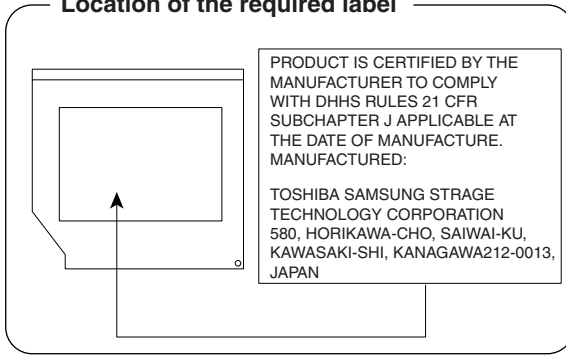 Location of the required label
PRODUCT IS CERTIFIED BY THE
MANUFACTURER TO COMPLY
WITH DHHS RULES 21 CFR
SUBCHAPTER J APPLICABLE AT
THE DATE OF MANUFACTURE.
MANUFACTURED:
TOSHIBA SAMSUNG STRAGE
TECHNOLOGY CORPORATION
580, HORIKAWA-CHO, SAIWAI-KU,
KAWASAKI-SHI, KANAGAWA212-0013,
JAPAN